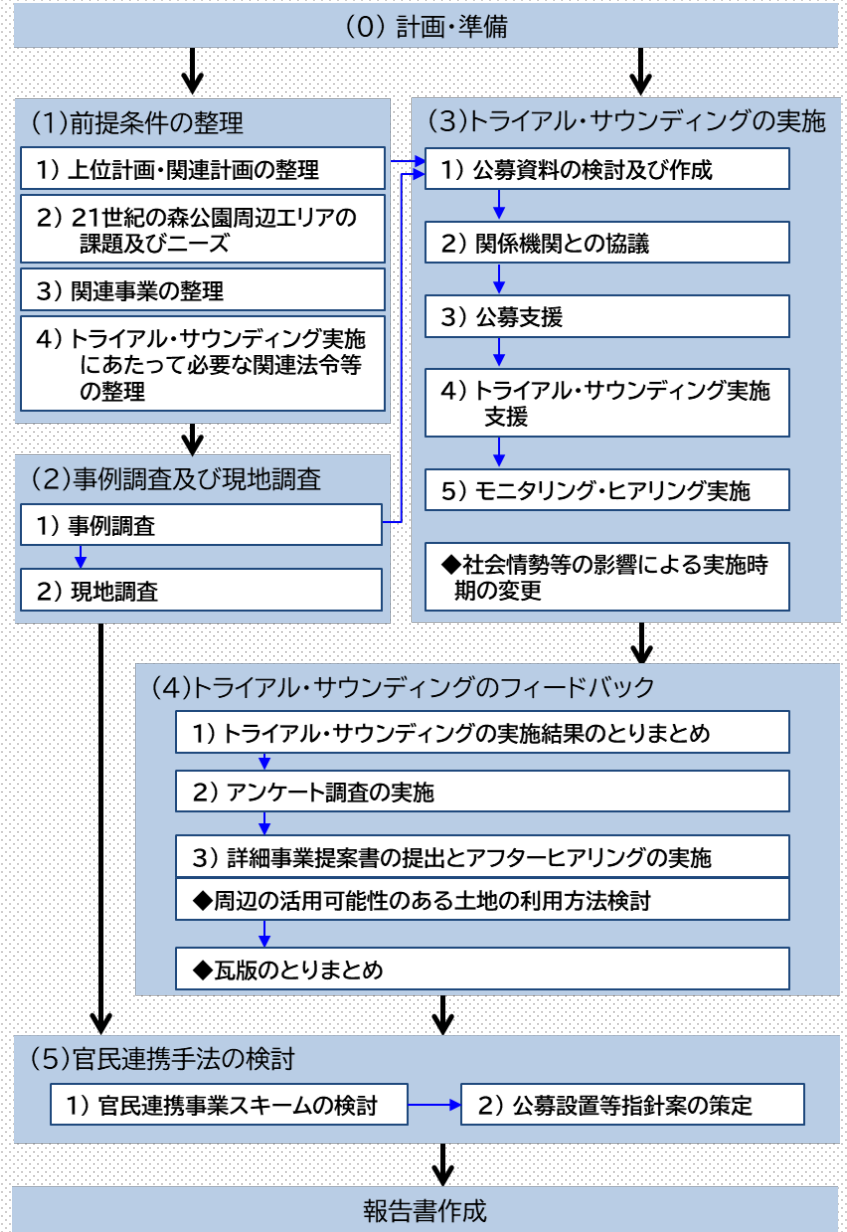 (0) 計画・準備
(1)前提条件の整理
1) 上位計画・関連計画の整理
2) 21世紀の森公園周辺エリアの
課題及びニーズ
3) 関連事業の整理
4) トライアル・サウンディング実施
にあたって必要な関連法令等
の整理
(2)事例調査及び現地調査
1) 事例調査
2) 現地調査
(3)トライアル・サウンディングの実施
1) 公募資料の検討及び作成
2) 関係機関との協議
3) 公募支援
4) トライアル・サウンディング実施
支援
5) モニタリング・ヒアリング実施
◆社会情勢等の影響による実施時
期の変更
(4)トライアル・サウンディングのフィードバック
1) トライアル・サウンディングの実施結果のとりまとめ
2) アンケート調査の実施
3) 詳細事業提案書の提出とアフターヒアリングの実施
◆周辺の活用可能性のある土地の利用方法検討
◆瓦版のとりまとめ
(5)官民連携手法の検討
1) 官民連携事業スキームの検討
2) 公募設置等指針案の策定
報告書作成